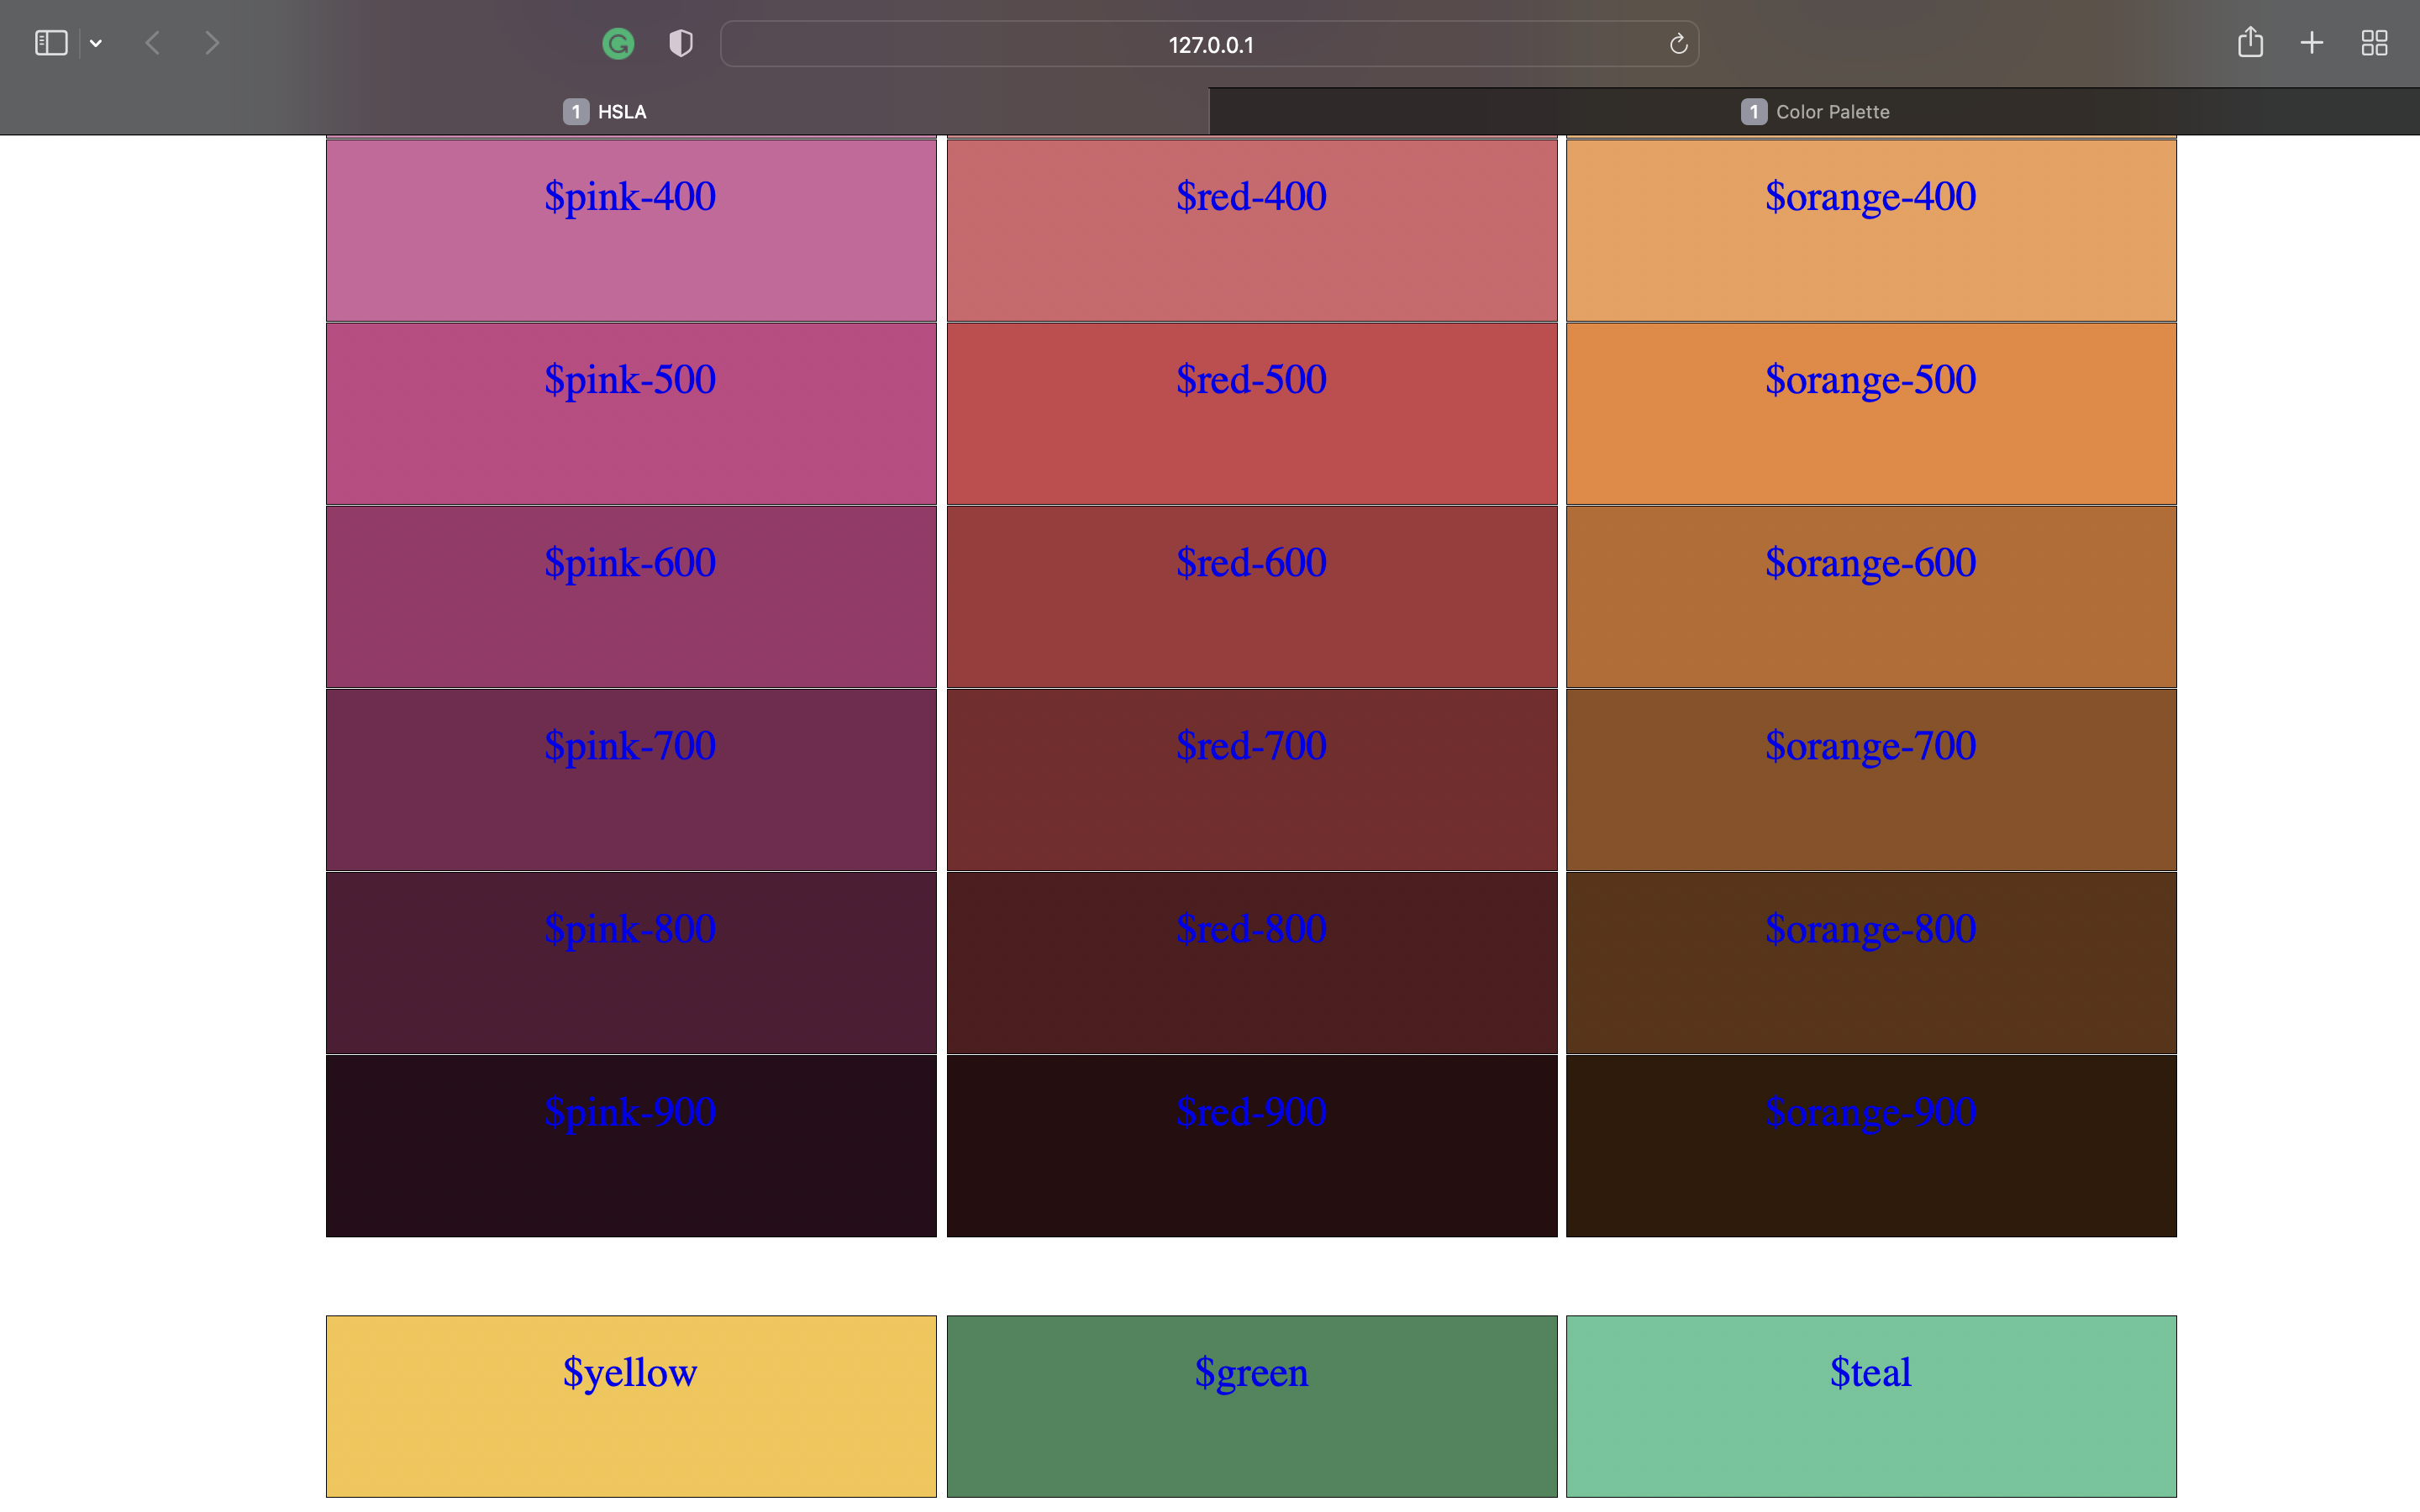 127.0.0.1
1 HSLA
1 Color Palette
$pink-400 $red-400 $orange-400
$pink-500 $red-500 $orange-500
$pink-600 $red-600 $orange-600
$pink-700 $red-700 $orange-700
$pink-800 $red-800 $orange-800
$pink-900 $red-900 $orange-900
$yellow $green $teal